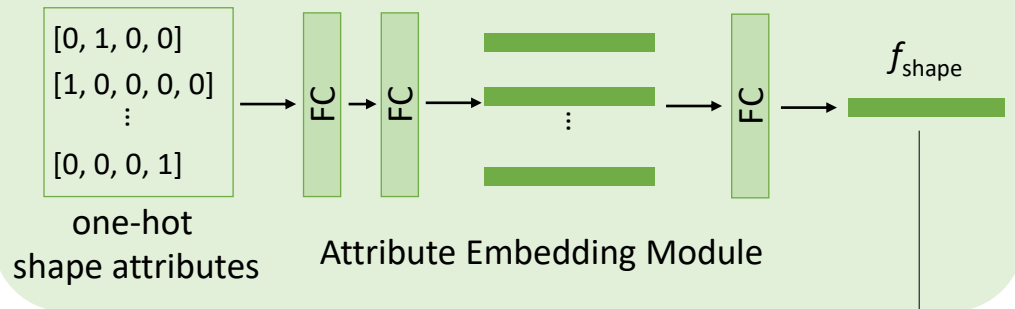 [0, 1, 0, 0]
[1, 0, 0, 0, 0]
⋮
[0, 0, 0, 1]
one-hot
shape attributes
FC
FC
⋮
FC
f_shape
Attribute Embedding Module